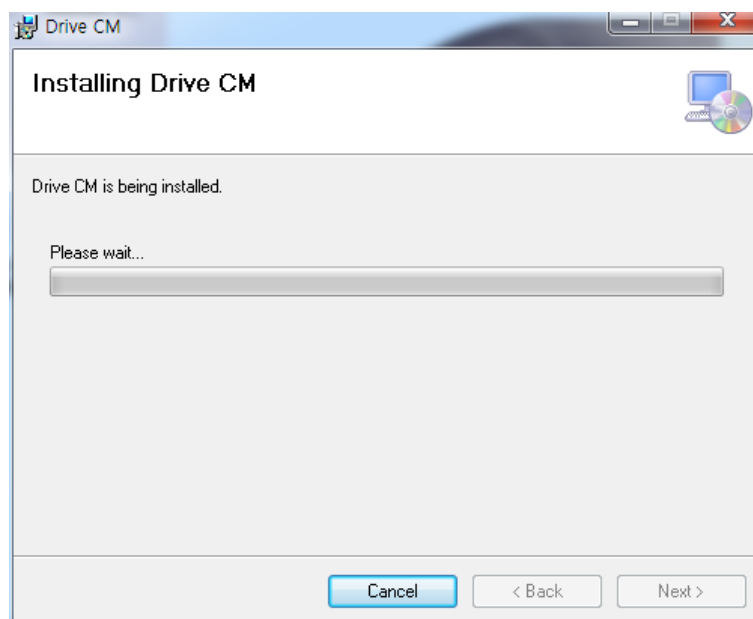 Drive CM
Installing Drive CM
Drive CM is being installed.
Please wait...
Cancel
< Back
Next >